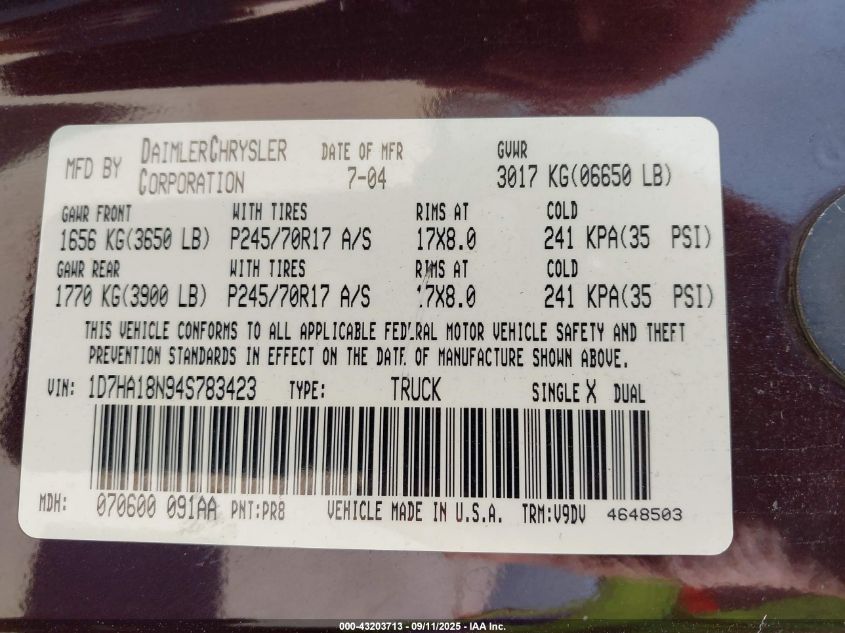 MFD BY DAIMLERCHRYSLER CORPORATION DATE OF MFR 7-04 GVWR 3017 KG(06650 LB)
GAWR FRONT WITH TIRES RIMS AT COLD
1656 KG(3650 LB) P245/70R17 A/S 17X8.0 241 KPA(35 PSI)
GAWR REAR WITH TIRES RIMS AT COLD
1770 KG(3900 LB) P245/70R17 A/S 17X8.0 241 KPA(35 PSI)
THIS VEHICLE CONFORMS TO ALL APPLICABLE FEDERAL MOTOR VEHICLE SAFETY AND THEFT
PREVENTION STANDARDS IN EFFECT ON THE DATE OF MANUFACTURE SHOWN ABOVE.
VIN: 1D7HA18N94S783423 TYPE: TRUCK SINGLE X DUAL
MDH: 070600 091AA PNT:PR8 VEHICLE MADE IN U.S.A. TRM:V9DV 4648503
000-43203713 - 09/11/2025 - IAA Inc.